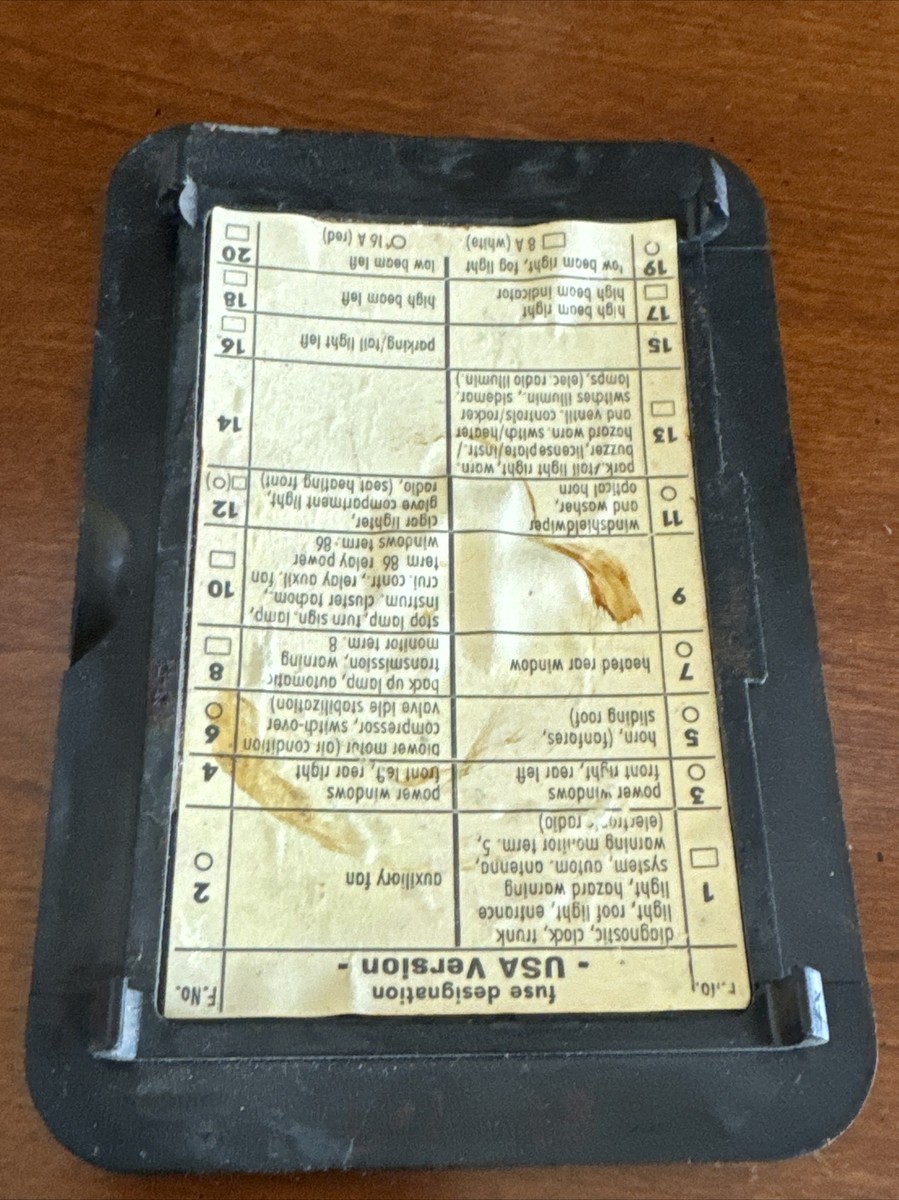 fuse designation
- USA Version -
F.No.
1
diagnostic, clock, trunk
light, roof light, entrance
light, hazard warning
system, autom. antenna,
warning monitor term. 5,
radio)
2
auxiliary fan
3
power windows
front right, rear left
4
power windows
front rear right
5
horn, (fanfares,
sliding roof)
6
blower motor (air condition
compressor, switch-over
valve idle stabilization)
7
heated rear window
8
back up lamp, automatic
transmission, warning
monitor term. 8
9
10
stop lamp, turn sign. lamp,
instrum. cluster tachom.,
crui. contr., relay auxil. fan
term 86 relay power
windows term. 86
11
windshieldwiper
and washer,
optical horn
12
cigar lighter,
glove compartment light,
radio, (seat heating front)
13
park./tail light right, warn.
buzzer, licenseplate/instr./
hazard warn. switch/heater
and ventil. controls/rocker
switches illumin., sidemar.
lamps, (elec. radio illumin.)
14
15
16
parking/tail light left
17
high beam right
high beam indicator
18
high beam left
19
low beam right, fog light
20
low beam left
□ 8 A (white)
○ 16 A (red)